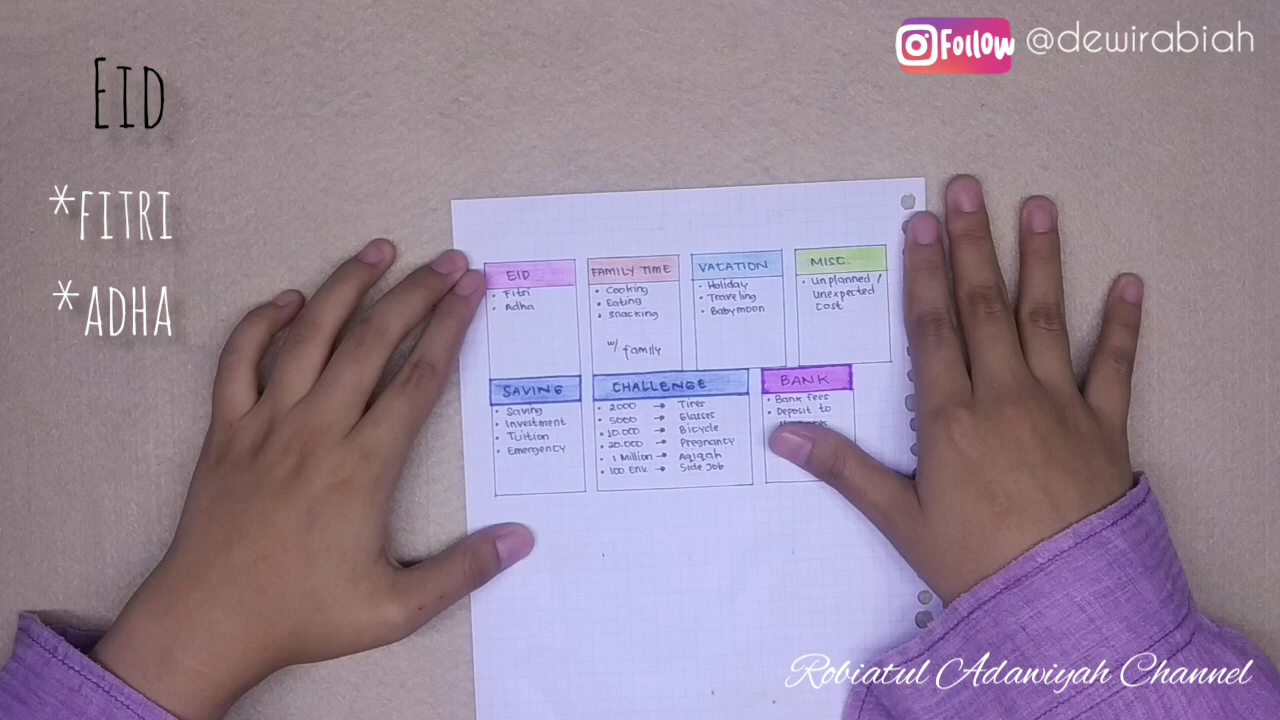 Follow @dewirabiah
EID
*FITRI
*ADHA
EID
• Fitri
• Adha
FAMILY TIME
• Cooking
• Eating
• Snacking
w/ family
VACATION
• Holiday
• Traveling
• Babymoon
MISC.
• Unplanned /
Unexpected
Cost
SAVING
• Saving
• Investment
• Tuition
• Emergency
CHALLENGE
• 2000 → Tires
• 5000 → Glasses
• 10.000 → Bicycle
• 20.000 → Pregnancy
• 1 Million → Aqiqah
• 100 Env → Side Job
BANK
• Bank fees
• Deposit to
Robiatul Adawiyah Channel